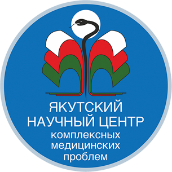 ЯКУТСКИЙ
НАУЧНЫЙ ЦЕНТР
комплексных
медицинских
проблем